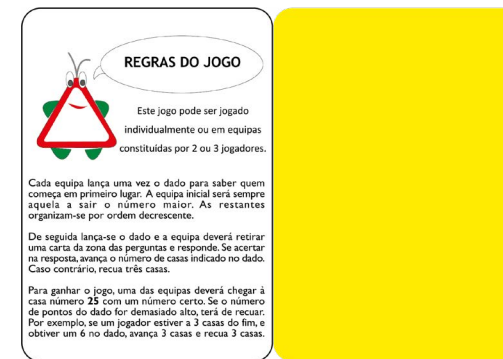 REGRAS DO JOGO
Este jogo pode ser jogado
individualmente ou em equipas
constituídas por 2 ou 3 jogadores.
Cada equipa lança uma vez o dado para saber quem
começa em primeiro lugar. A equipa inicial será sempre
aquela a sair o número maior. As restantes
organizam-se por ordem decrescente.
De seguida lança-se o dado e a equipa deverá retirar
uma carta da zona das perguntas e responde. Se acertar
na resposta, avança o número de casas indicado no dado.
Caso contrário, recua três casas.
Para ganhar o jogo, uma das equipas deverá chegar á
casa número 25 com um número certo. Se o número
de pontos do dado for demasiado alto, terá de recuar.
Por exemplo, se um jogador estiver a 3 casas do fim, e
obtiver um 6 no dado, avança 3 casas e recua 3 casas.